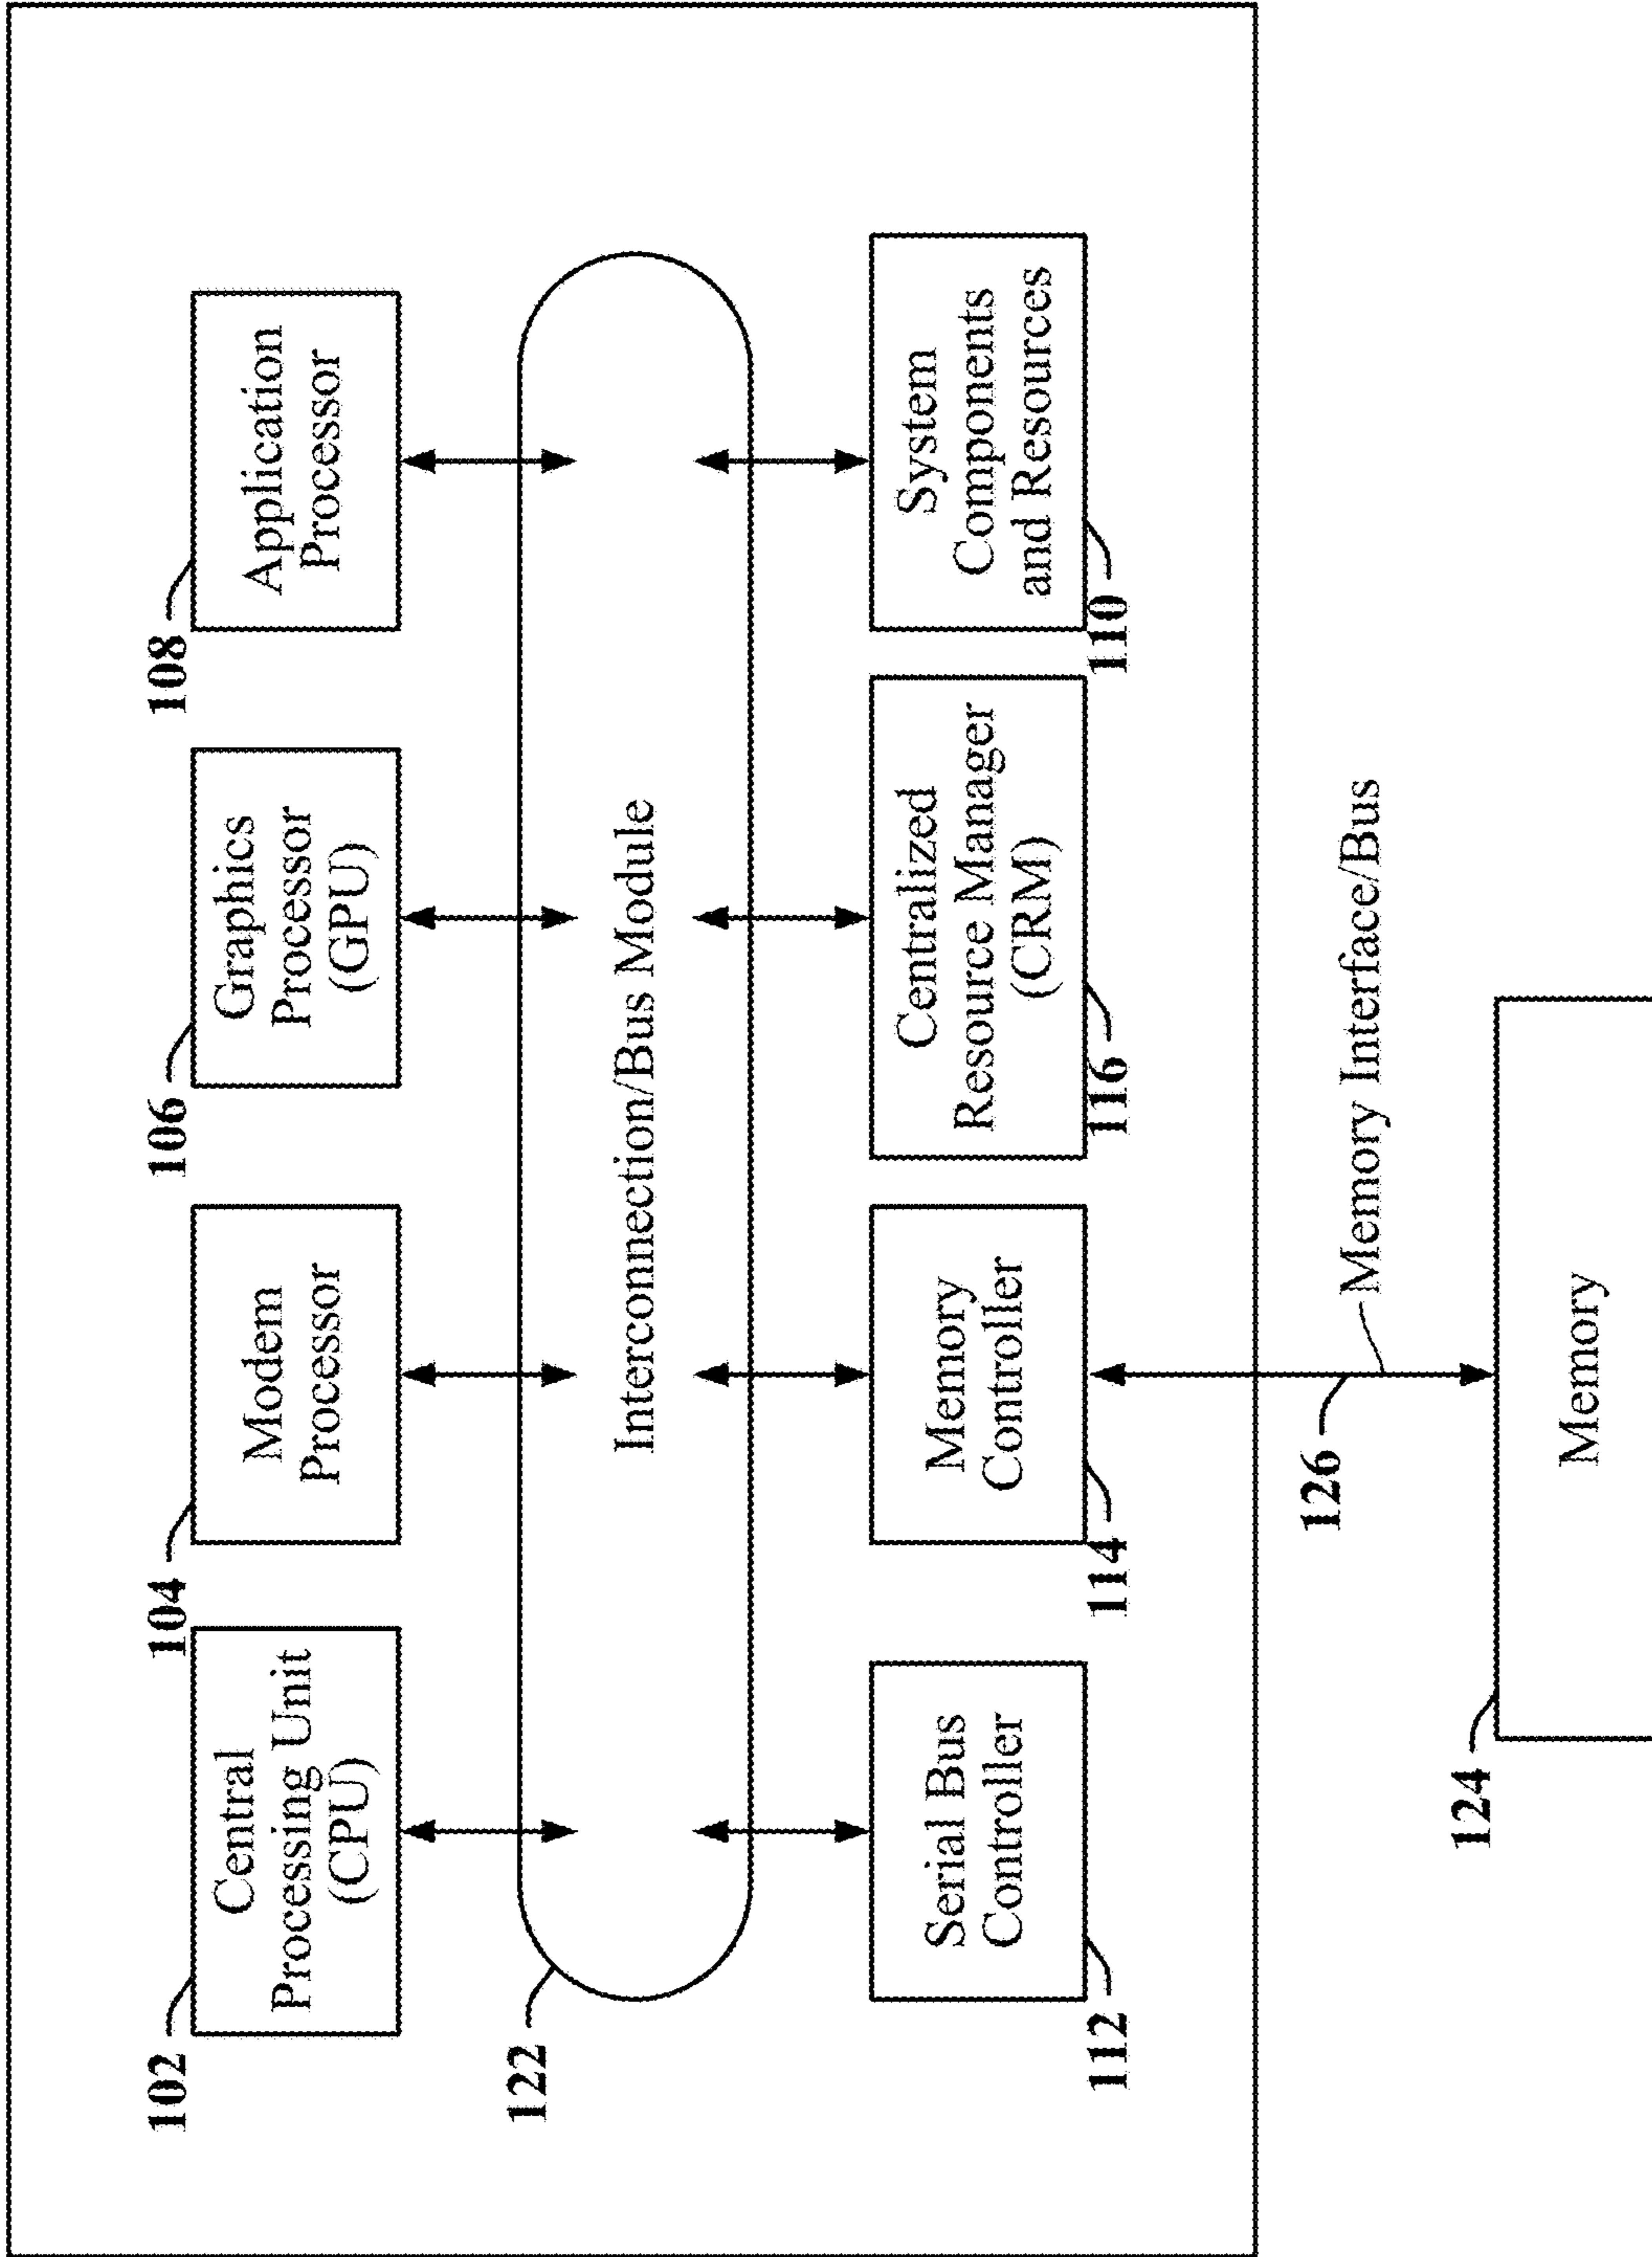 102
Central
Processing Unit
(CPU)
104
Modem
Processor
106
Graphics
Processor
(GPU)
108
Application
Processor
122
Interconnection/Bus Module
112
Serial Bus
Controller
114
Memory
Controller
116
Centralized
Resource Manager
(CRM)
110
System
Components
and Resources
126
Memory Interface/Bus
124
Memory